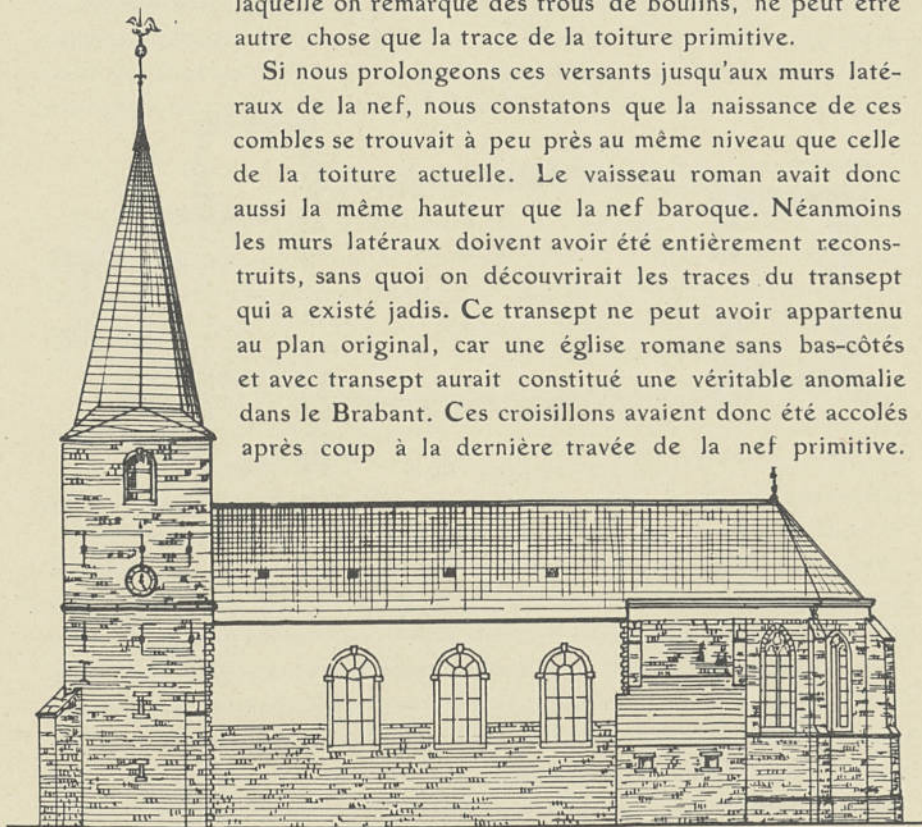 laquelle on remarque des trous de boulins, ne peut être
autre chose que la trace de la toiture primitive.
Si nous prolongeons ces versants jusqu'aux murs laté-
raux de la nef, nous constatons que la naissance de ces
combles se trouvait à peu près au même niveau que celle
de la toiture actuelle. Le vaisseau roman avait donc
aussi la même hauteur que la nef baroque. Néanmoins
les murs latéraux doivent avoir été entièrement recons-
truits, sans quoi on découvrirait les traces du transept
qui a existé jadis. Ce transept ne peut avoir appartenu
au plan original, car une église romane sans bas-côtés
et avec transept aurait constitué une véritable anomalie
dans le Brabant. Ces croisillons avaient donc été accolés
après coup à la dernière travée de la nef primitive.